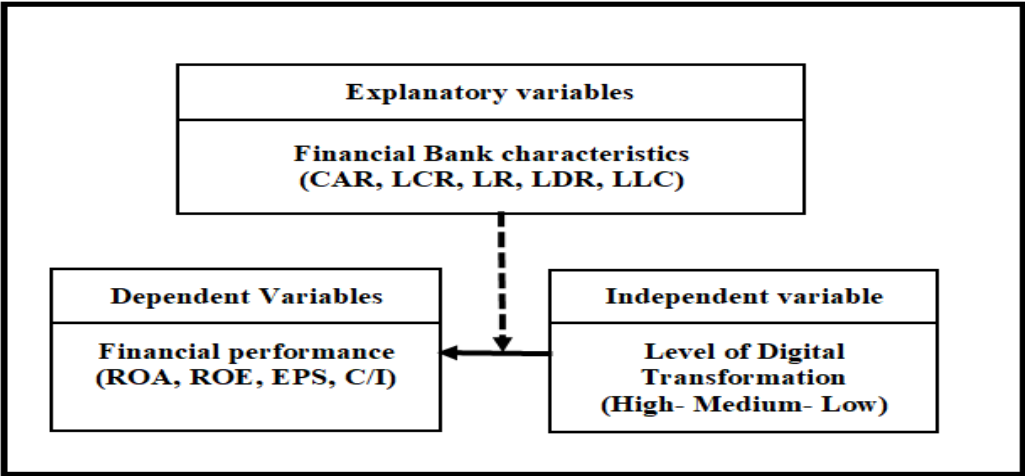 Explanatory variables
Financial Bank characteristics
(CAR, LCR, LR, LDR, LLC)
Dependent Variables
Financial performance
(ROA, ROE, EPS, C/I)
Independent variable
Level of Digital
Transformation
(High- Medium- Low)